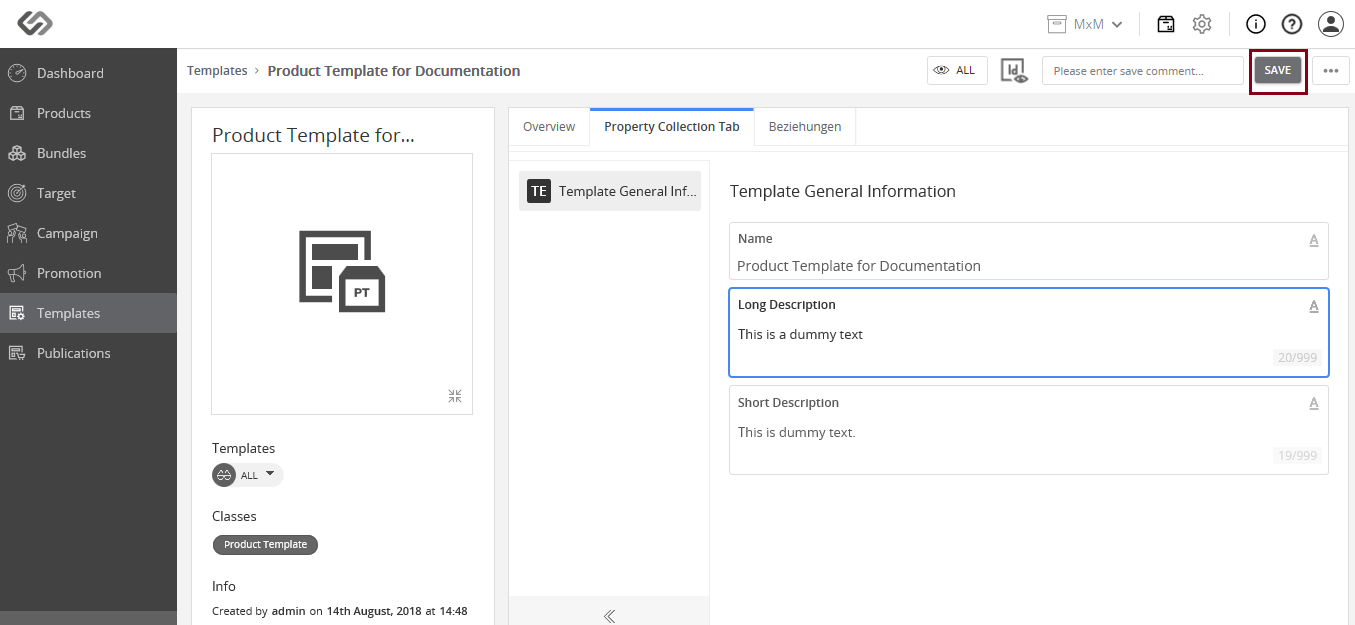 MxM
Dashboard
Products
Bundles
Target
Campaign
Promotion
Templates
Publications
Templates › Product Template for Documentation
ALL
Id
Please enter save comment...
SAVE
Product Template for...
PT
Templates
ALL
Classes
Product Template
Info
Created by admin on 14th August, 2018 at 14:48
Overview
Property Collection Tab
Beziehungen
TE Template General Inf...
Template General Information
Name
A
Product Template for Documentation
Long Description
A
This is a dummy text
20/999
Short Description
A
This is dummy text.
19/999